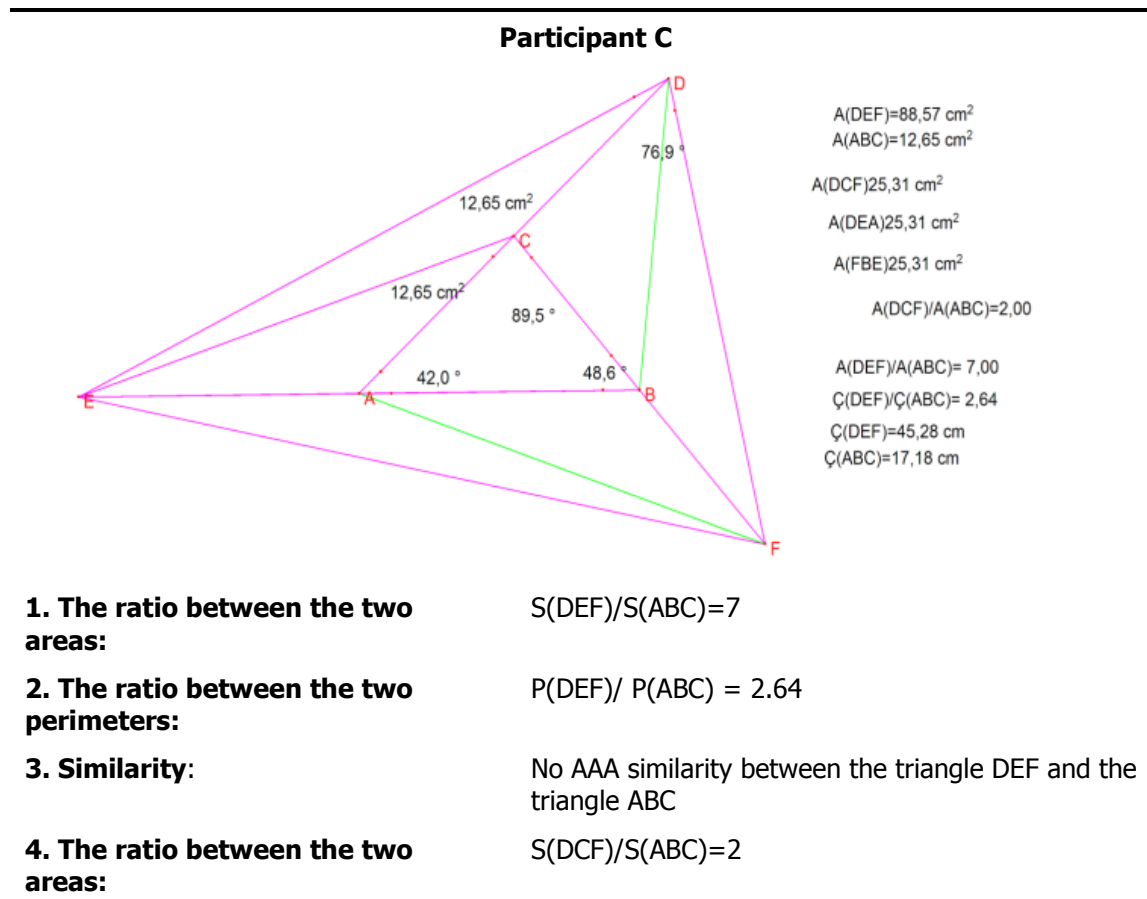 Participant C
D
A(DEF)=88,57 cm²
A(ABC)=12,65 cm²
76,9 °
A(DCF)25,31 cm²
12,65 cm²
A(DEA)25,31 cm²
C
A(FBE)25,31 cm²
12,65 cm²
89,5 °
A(DCF)/A(ABC)=2,00
42,0 °
48,6 °
A(DEF)/A(ABC)= 7,00
E
A
B
Ç(DEF)/Ç(ABC)= 2,64
Ç(DEF)=45,28 cm
Ç(ABC)=17,18 cm
F
1. The ratio between the two S(DEF)/S(ABC)=7
areas:
2. The ratio between the two P(DEF)/ P(ABC) = 2.64
perimeters:
3. Similarity: No AAA similarity between the triangle DEF and the
triangle ABC
4. The ratio between the two S(DCF)/S(ABC)=2
areas: